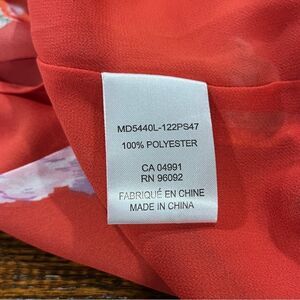 MD5440L-122PS47
100% POLYESTER
CA 04991
RN 96092
FABRIQUÉ EN CHINE
MADE IN CHINA